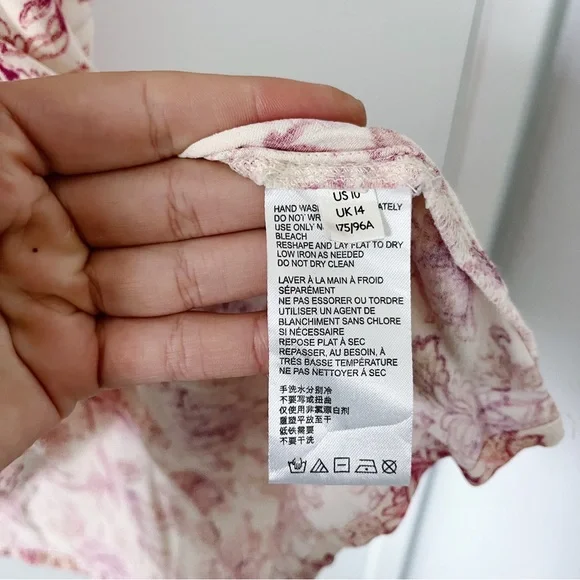 US 10
UK 14
175/96A
HAND WAS ATELY
DO NOT WR
USE ONLY N
BLEACH
RESHAPE AND LAY FLAT TO DRY
LOW IRON AS NEEDED
DO NOT DRY CLEAN
LAVER À LA MAIN À FROID
SÉPARÉMENT
NE PAS ESSORER OU TORDRE
UTILISER UN AGENT DE
BLANCHIMENT SANS CHLORE
SI NÉCESSAIRE
REPOSE PLAT À SEC
REPASSER, AU BESOIN, À
TRÈS BASSE TEMPÉRATURE
NE PAS NETTOYER À SEC
手洗水分别冷
不要写或扭曲
仅使用非氯漂白剂
重塑平放至干
低铁需要
不要干洗